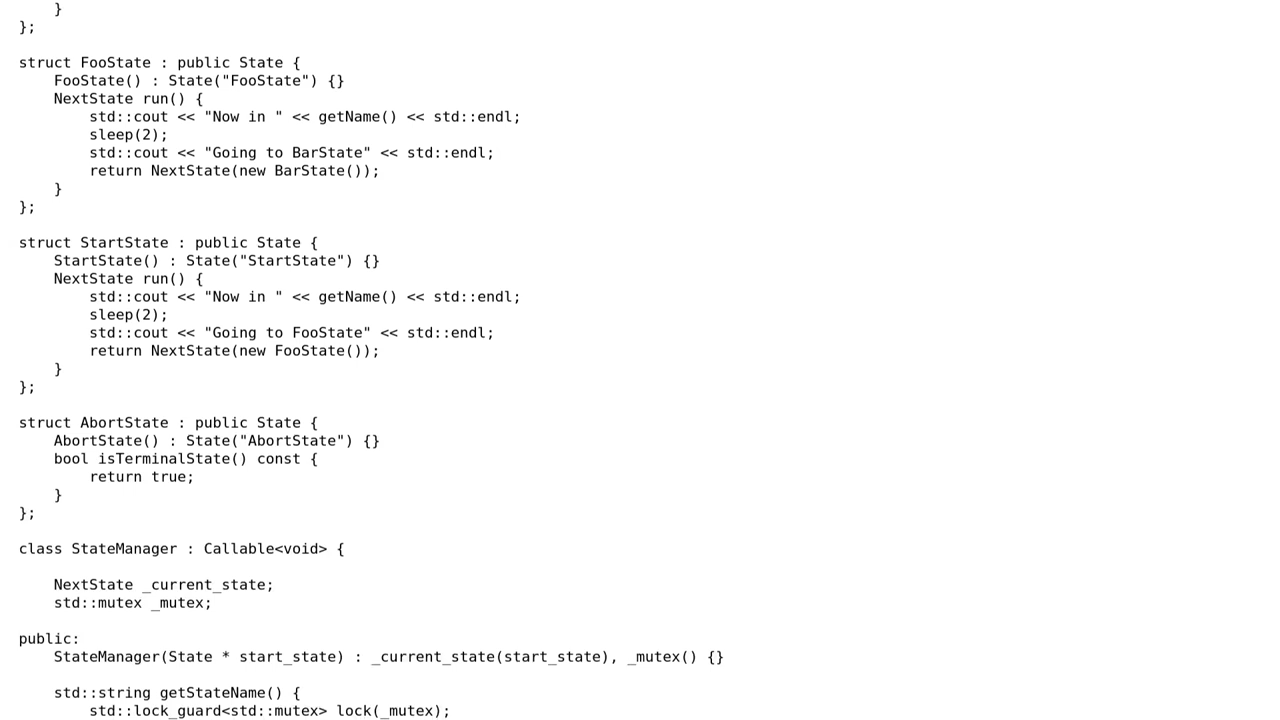 }
};

struct FooState : public State {
    FooState() : State("FooState") {}
    NextState run() {
        std::cout << "Now in " << getName() << std::endl;
        sleep(2);
        std::cout << "Going to BarState" << std::endl;
        return NextState(new BarState());
    }
};

struct StartState : public State {
    StartState() : State("StartState") {}
    NextState run() {
        std::cout << "Now in " << getName() << std::endl;
        sleep(2);
        std::cout << "Going to FooState" << std::endl;
        return NextState(new FooState());
    }
};

struct AbortState : public State {
    AbortState() : State("AbortState") {}
    bool isTerminalState() const {
        return true;
    }
};

class StateManager : Callable<void> {

    NextState _current_state;
    std::mutex _mutex;

public:
    StateManager(State * start_state) : _current_state(start_state), _mutex() {}

    std::string getStateName() {
        std::lock_guard<std::mutex> lock(_mutex);